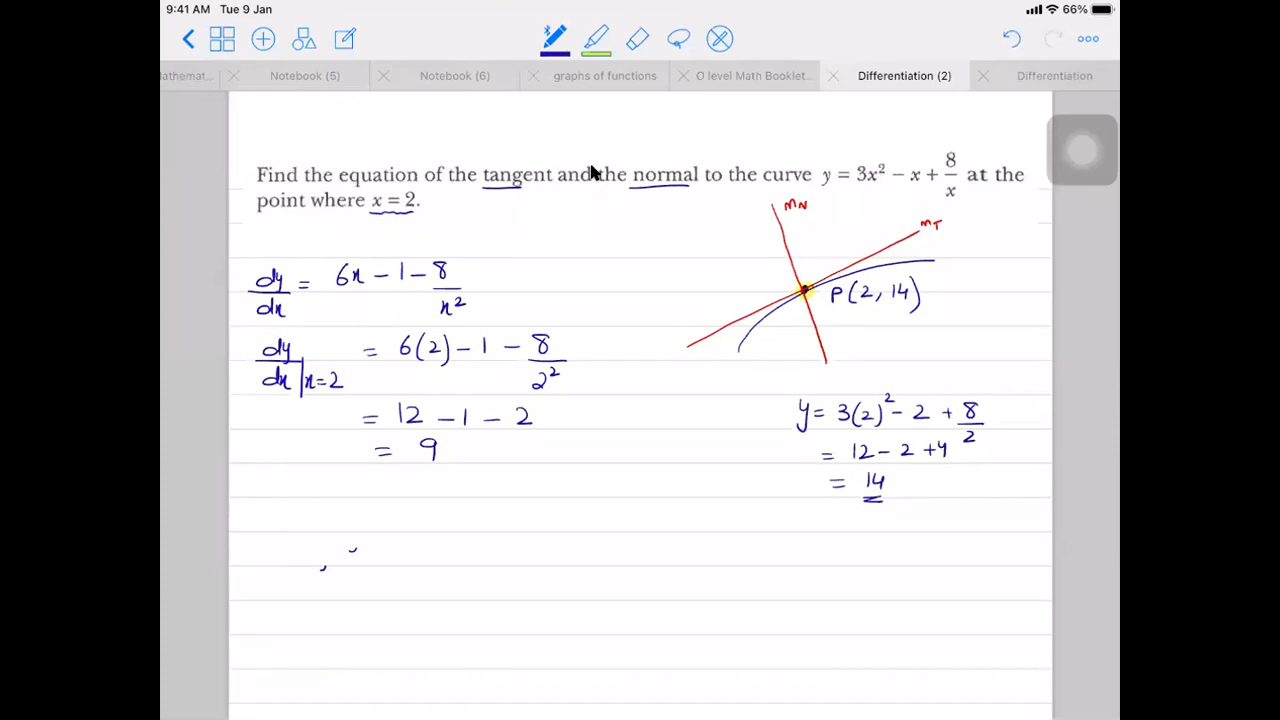 9:41 AM Tue 9 Jan
66%
Mathemat... Notebook (5) Notebook (6) graphs of functions O level Math Booklet... Differentiation (2) Differentiation
Find the equation of the tangent and the normal to the curve y = 3x² − x + 8/x at the
point where x = 2.
m_N
m_T
P(2, 14)
dy/dx = 6x − 1 − 8/x²
dy/dx|x=2 = 6(2) − 1 − 8/2²
= 12 − 1 − 2
= 9
y = 3(2)² − 2 + 8/2
= 12 − 2 + 4
= 14